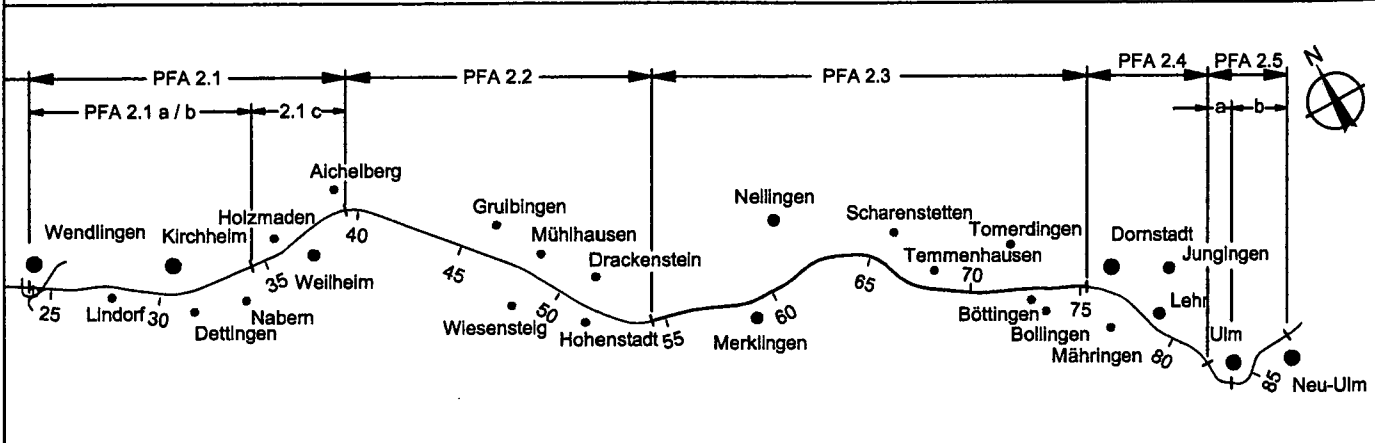 PFA 2.1
PFA 2.2
PFA 2.3
PFA 2.4
PFA 2.5
N
PFA 2.1 a / b
2.1 c
a
b
Aichelberg
Wendlingen
Holzmaden
Kirchheim
40
Gruibingen
Mühlhausen
Drackenstein
Nellingen
Scharenstetten
Tomerdingen
Temmenhausen
Dornstadt
Jungingen
35
Weilheim
45
65
70
25
Lindorf
30
Dettingen
Nabern
Wiesensteig
50
Hohenstadt
55
60
Merklingen
Böttingen
Bollingen
75
Mähringen
Lehr
80
Ulm
85
Neu-Ulm